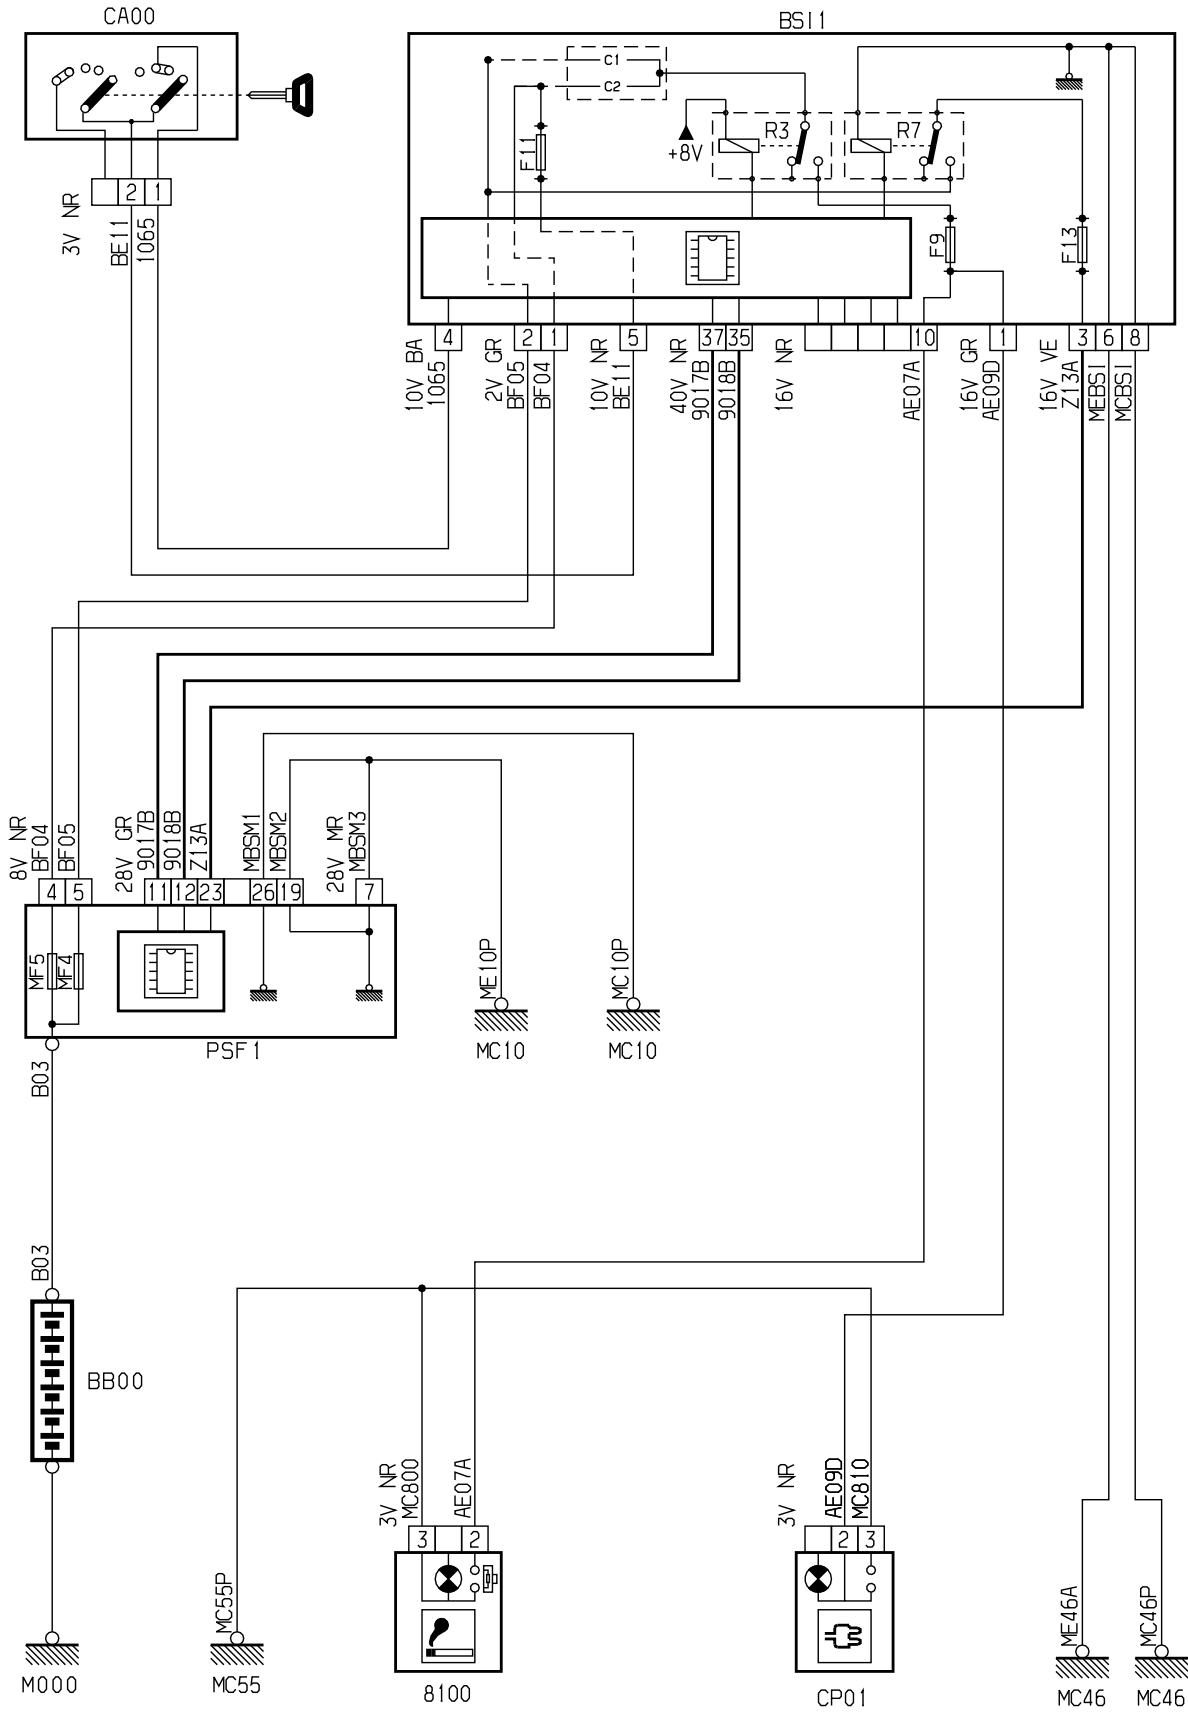 CA00
BSI1
C1
C2
+8V
R3
R7
F11
F9
F13
3V NR
2
1
BE11
1065
4
2
1
5
37
35
10
1
3
6
8
10V BA
1065
2V GR
BF05
BF04
10V NR
BE11
40V NR
9017B
9018B
16V NR
AE07A
16V GR
AE09D
16V VE
Z13A
MEBSI
MCBSI
8V NR
BF04
BF05
28V GR
9017B
9018B
Z13A
MBSM1
MBSM2
28V MR
MBSM3
4
5
11
12
23
26
19
7
MF5
MF4
PSF1
ME10P
MC10P
MC10
MC10
B03
B03
BB00
M000
MC55P
MC55
3V NR
MC800
AE07A
3
2
8100
3V NR
AE09D
MC810
2
3
CP01
ME46A
MC46P
MC46
MC46